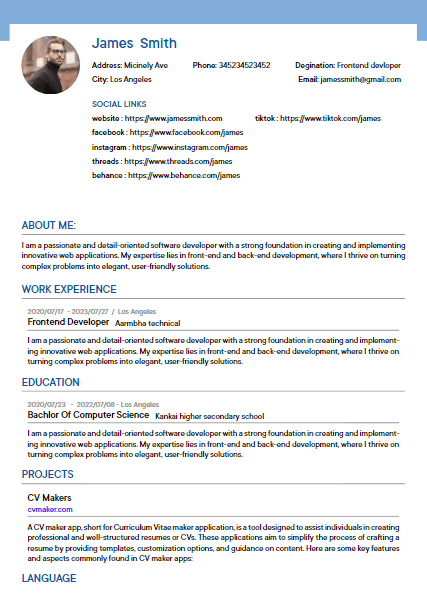 James Smith
Address: Micinely Ave Phone: 345234523452 Degination: Frontend devloper
City: Los Angeles Email: jamessmith@gmail.com
SOCIAL LINKS
website : https://www.jamessmith.com tiktok : https://www.tiktok.com/james
facebook : https://www.facebook.com/james
instagram : https://www.instagram.com/james
threads : https://www.threads.com/james
behance : https://www.behance.com/james
ABOUT ME:
I am a passionate and detail-oriented software developer with a strong foundation in creating and implementing
innovative web applications. My expertise lies in front-end and back-end development, where I thrive on turning
complex problems into elegant, user-friendly solutions.
WORK EXPERIENCE
2020/07/17 - 2023/07/27 / Los Angeles
Frontend Developer Aarmbha technical
I am a passionate and detail-oriented software developer with a strong foundation in creating and implement-
ing innovative web applications. My expertise lies in front-end and back-end development, where I thrive on
turning complex problems into elegant, user-friendly solutions.
EDUCATION
2020/07/23 - 2022/07/08 - Los Angeles
Bachlor Of Computer Science Kankai higher secondary school
I am a passionate and detail-oriented software developer with a strong foundation in creating and implement-
ing innovative web applications. My expertise lies in front-end and back-end development, where I thrive on
turning complex problems into elegant, user-friendly solutions.
PROJECTS
CV Makers
cvmaker.com
A CV maker app, short for Curriculum Vitae maker application, is a tool designed to assist individuals in creating
professional and well-structured resumes or CVs. These applications aim to simplify the process of crafting a
resume by providing templates, customization options, and guidance on content. Here are some key features
and aspects commonly found in CV maker apps:
LANGUAGE